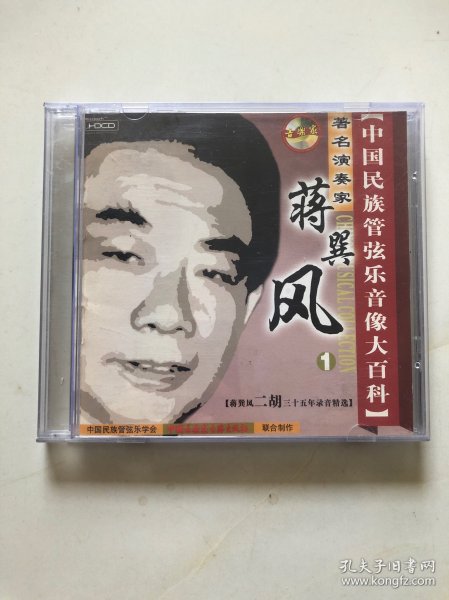 HDCD
古弹家
著名演奏家
蒋巽风
1
【中国民族管弦乐音像大百科】
【蒋巽风二胡三十五年录音精选】
中国民族管弦乐学会
联合制作
孔夫子旧书网
www.kongfz.com